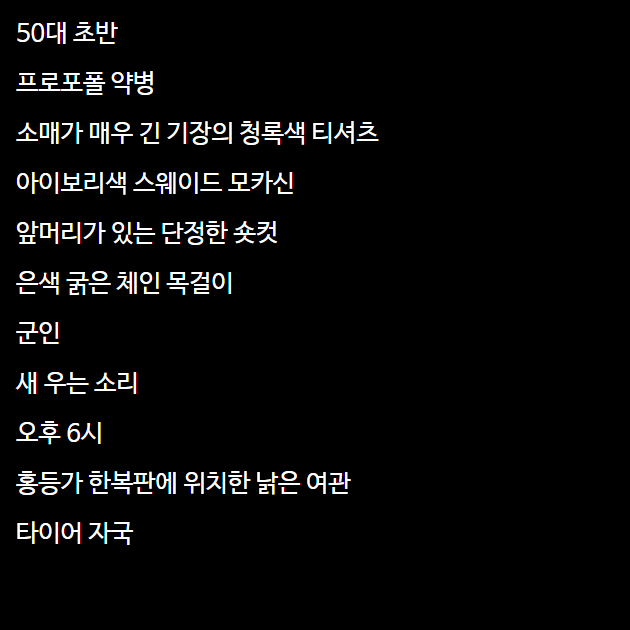 50대 초반
프로포폴 약병
소매가 매우 긴 기장의 청록색 티셔츠
아이보리색 스웨이드 모카신
앞머리가 있는 단정한 숏컷
은색 굵은 체인 목걸이
군인
새 우는 소리
오후 6시
홍등가 한복판에 위치한 낡은 여관
타이어 자국